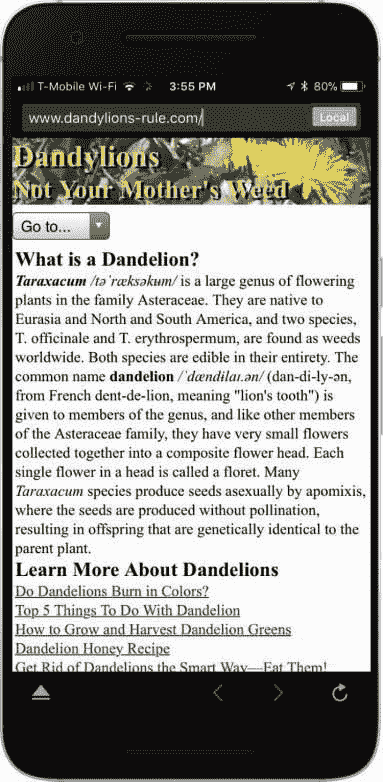 T-Mobile Wi-Fi 3:55 PM 80%
www.dandylions-rule.com/ Local
Dandylions
Not Your Mother's Weed
Go to...
What is a Dandelion?
Taraxacum /təˈræksəkum/ is a large genus of flowering
plants in the family Asteraceae. They are native to
Eurasia and North and South America, and two species,
T. officinale and T. erythrospermum, are found as weeds
worldwide. Both species are edible in their entirety. The
common name dandelion /ˈdændɨlaɪ.ən/ (dan-di-ly-ən,
from French dent-de-lion, meaning "lion's tooth") is
given to members of the genus, and like other members
of the Asteraceae family, they have very small flowers
collected together into a composite flower head. Each
single flower in a head is called a floret. Many
Taraxacum species produce seeds asexually by apomixis,
where the seeds are produced without pollination,
resulting in offspring that are genetically identical to the
parent plant.
Learn More About Dandelions
Do Dandelions Burn in Colors?
Top 5 Things To Do With Dandelion
How to Grow and Harvest Dandelion Greens
Dandelion Honey Recipe
Get Rid of Dandelions the Smart Way—Eat Them!